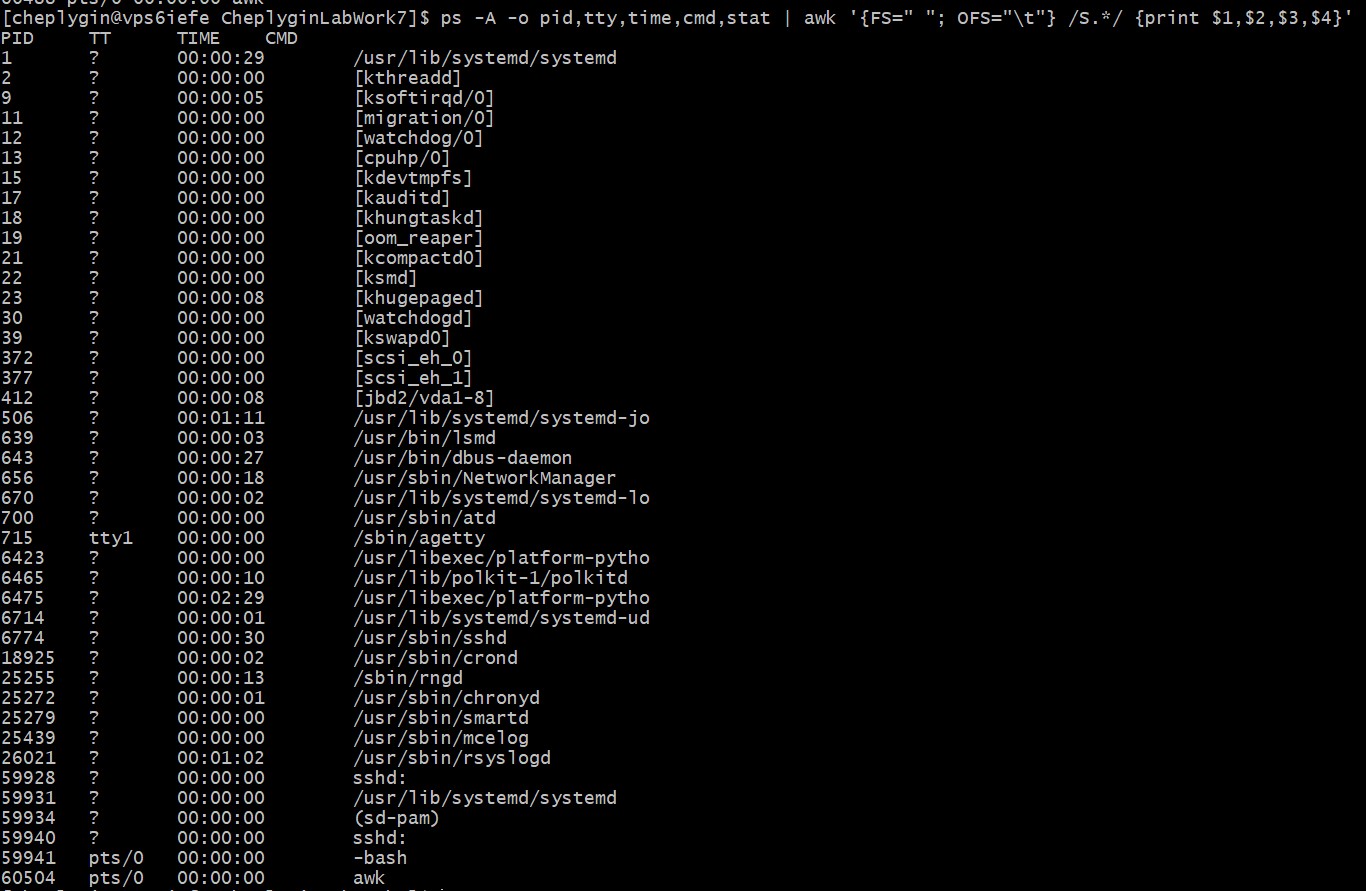 [cheplygin@vps6iefe CheplyginLabWork7]$ ps -A -o pid,tty,time,cmd,stat | awk '{FS=" "; OFS="\t"} /S.*/ {print $1,$2,$3,$4}'
PID TT TIME CMD
1 ? 00:00:29 /usr/lib/systemd/systemd
2 ? 00:00:00 [kthreadd]
9 ? 00:00:05 [ksoftirqd/0]
11 ? 00:00:00 [migration/0]
12 ? 00:00:00 [watchdog/0]
13 ? 00:00:00 [cpuhp/0]
15 ? 00:00:00 [kdevtmpfs]
17 ? 00:00:00 [kauditd]
18 ? 00:00:00 [khungtaskd]
19 ? 00:00:00 [oom_reaper]
21 ? 00:00:00 [kcompactd0]
22 ? 00:00:00 [ksmd]
23 ? 00:00:08 [khugepaged]
30 ? 00:00:00 [watchdogd]
39 ? 00:00:00 [kswapd0]
372 ? 00:00:00 [scsi_eh_0]
377 ? 00:00:00 [scsi_eh_1]
412 ? 00:00:08 [jbd2/vda1-8]
506 ? 00:01:11 /usr/lib/systemd/systemd-jo
639 ? 00:00:03 /usr/bin/lsmd
643 ? 00:00:27 /usr/bin/dbus-daemon
656 ? 00:00:18 /usr/sbin/NetworkManager
670 ? 00:00:02 /usr/lib/systemd/systemd-lo
700 ? 00:00:00 /usr/sbin/atd
715 tty1 00:00:00 /sbin/agetty
6423 ? 00:00:00 /usr/libexec/platform-pytho
6465 ? 00:00:10 /usr/lib/polkit-1/polkitd
6475 ? 00:02:29 /usr/libexec/platform-pytho
6714 ? 00:00:01 /usr/lib/systemd/systemd-ud
6774 ? 00:00:30 /usr/sbin/sshd
18925 ? 00:00:02 /usr/sbin/crond
25255 ? 00:00:13 /sbin/rngd
25272 ? 00:00:01 /usr/sbin/chronyd
25279 ? 00:00:00 /usr/sbin/smartd
25439 ? 00:00:00 /usr/sbin/mcelog
26021 ? 00:01:02 /usr/sbin/rsyslogd
59928 ? 00:00:00 sshd:
59931 ? 00:00:00 /usr/lib/systemd/systemd
59934 ? 00:00:00 (sd-pam)
59940 ? 00:00:00 sshd:
59941 pts/0 00:00:00 -bash
60504 pts/0 00:00:00 awk